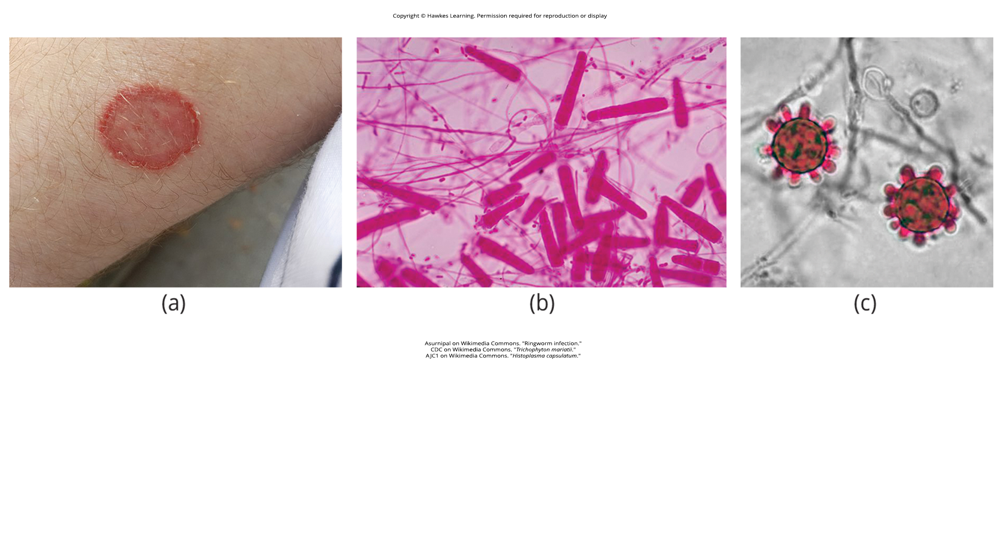 Copyright © Hawkes Learning. Permission required for reproduction or display
(a)
(b)
(c)
Asurnipal on Wikimedia Commons. "Ringworm infection."
CDC on Wikimedia Commons. "Trichophyton mariatii."
AJC1 on Wikimedia Commons. "Histoplasma capsulatum."